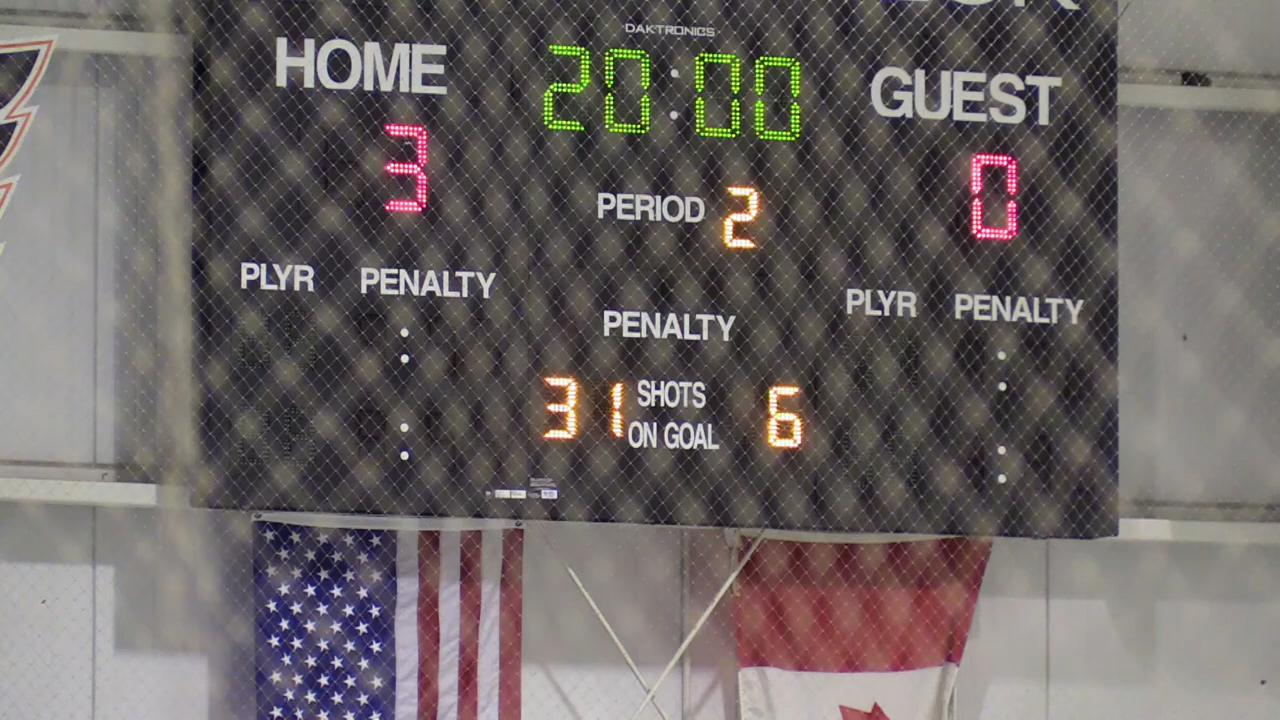 DAKTRONICS
HOME 20:00 GUEST
3 0
PERIOD 2
PLYR PENALTY PLYR PENALTY
PENALTY
31 SHOTS ON GOAL 6